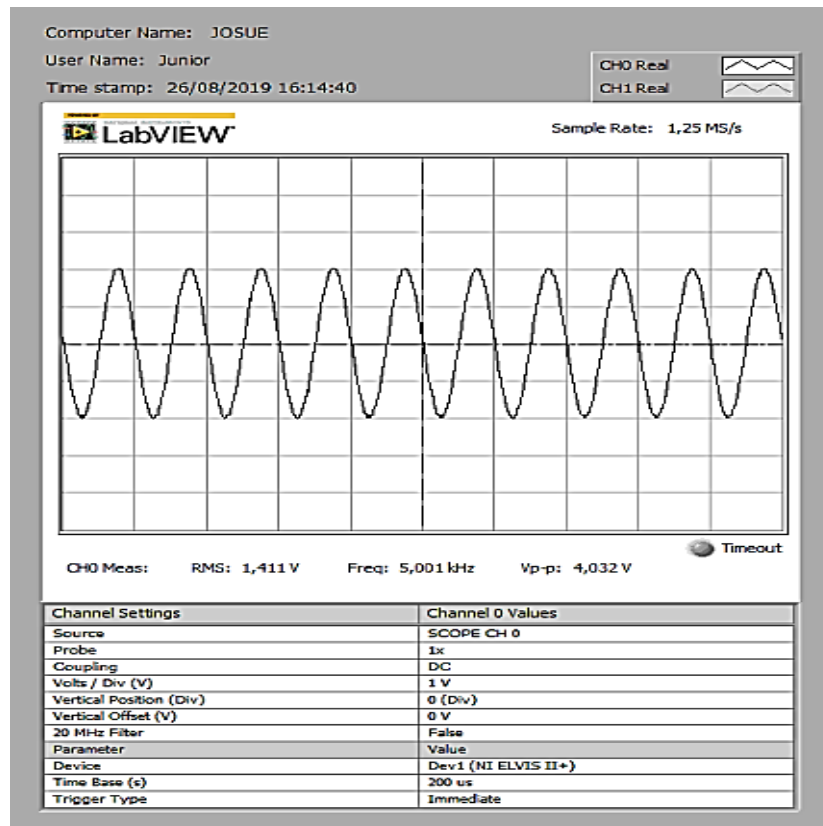 Computer Name: JOSUE
User Name: Junior
Time stamp: 26/08/2019 16:14:40
CH0 Real
CH1 Real
LabVIEW
Sample Rate: 1,25 MS/s
Timeout
CH0 Meas: RMS: 1,411 V Freq: 5,001 kHz Vp-p: 4,032 V
Channel Settings Channel 0 Values
Source SCOPE CH 0
Probe 1x
Coupling DC
Volts / Div (V) 1 V
Vertical Position (Div) 0 (Div)
Vertical Offset (V) 0 V
20 MHz Filter False
Parameter Value
Device Dev1 (NI ELVIS II+)
Time Base (s) 200 us
Trigger Type Immediate